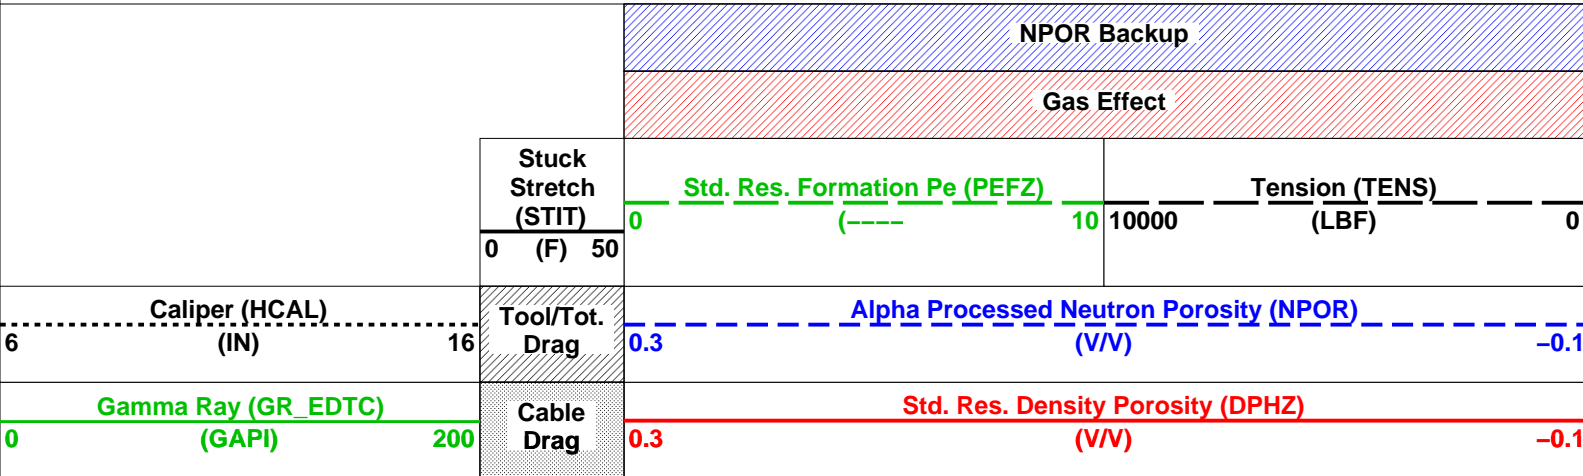 NPOR Backup
Gas Effect
Stuck
Stretch
(STIT)
0 (F) 50
Std. Res. Formation Pe (PEFZ)
0 (−−−− 10
Tension (TENS)
10000 (LBF) 0
Caliper (HCAL)
6 (IN) 16
Tool/Tot.
Drag
Alpha Processed Neutron Porosity (NPOR)
0.3 (V/V) −0.1
Gamma Ray (GR_EDTC)
0 (GAPI) 200
Cable
Drag
Std. Res. Density Porosity (DPHZ)
0.3 (V/V) −0.1